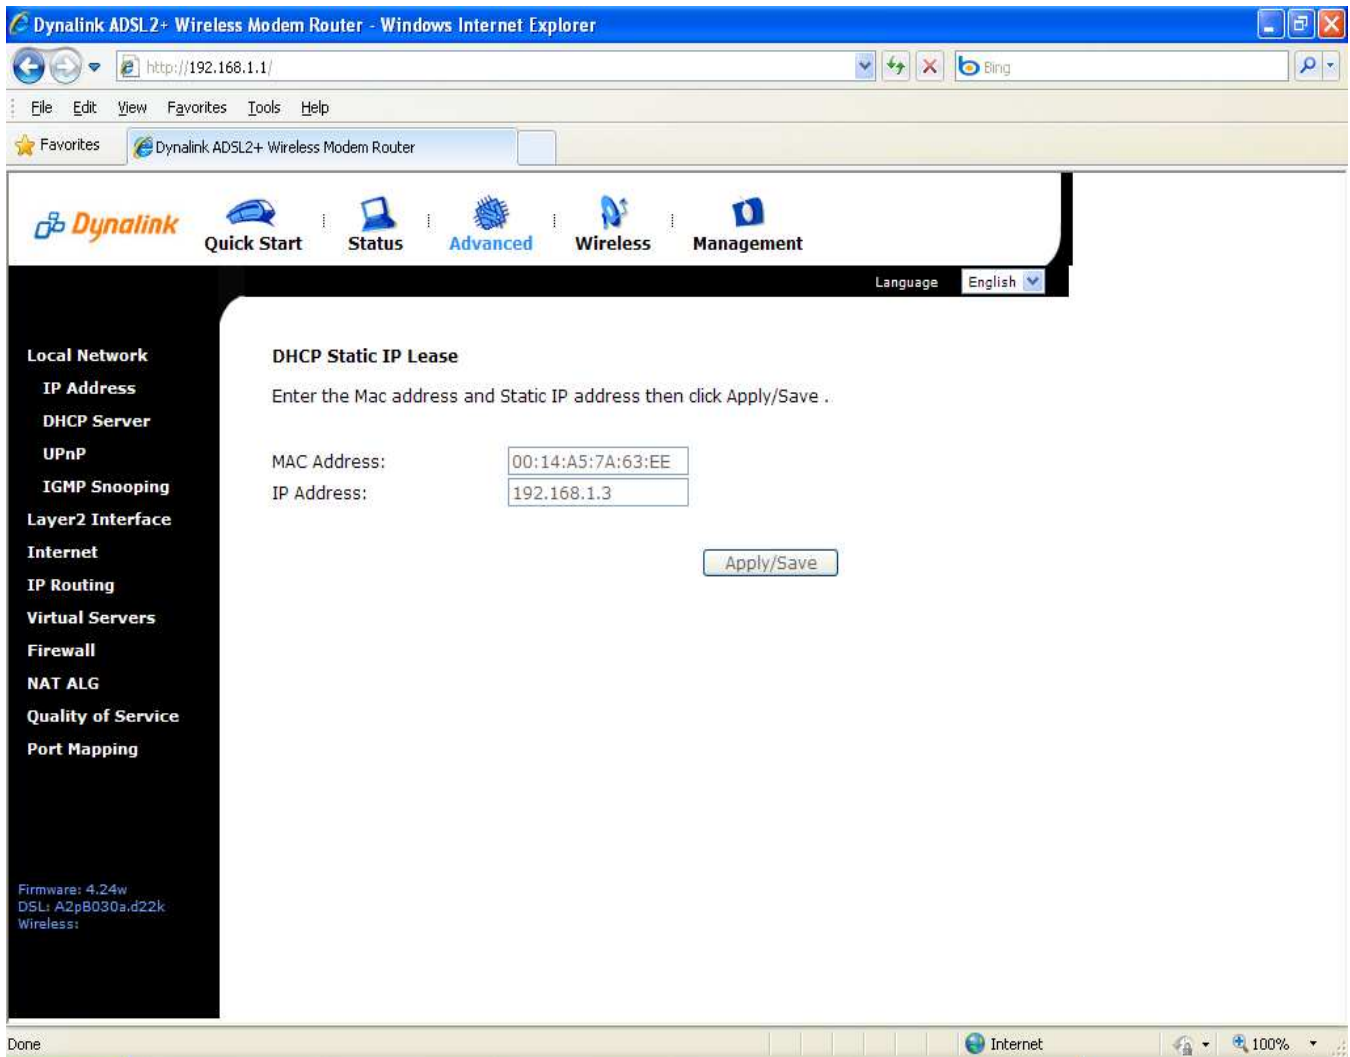 Dynalink ADSL2+ Wireless Modem Router - Windows Internet Explorer
http://192.168.1.1/
Bing
File Edit View Favorites Tools Help
Favorites
Dynalink ADSL2+ Wireless Modem Router
Dynalink
Quick Start
Status
Advanced
Wireless
Management
Language English
Local Network
IP Address
DHCP Server
UPnP
IGMP Snooping
Layer2 Interface
Internet
IP Routing
Virtual Servers
Firewall
NAT ALG
Quality of Service
Port Mapping
Firmware: 4.24w
DSL: A2pB030a.d22k
Wireless:
DHCP Static IP Lease
Enter the Mac address and Static IP address then click Apply/Save .
MAC Address: 00:14:A5:7A:63:EE
IP Address: 192.168.1.3
Apply/Save
Done
Internet
100%